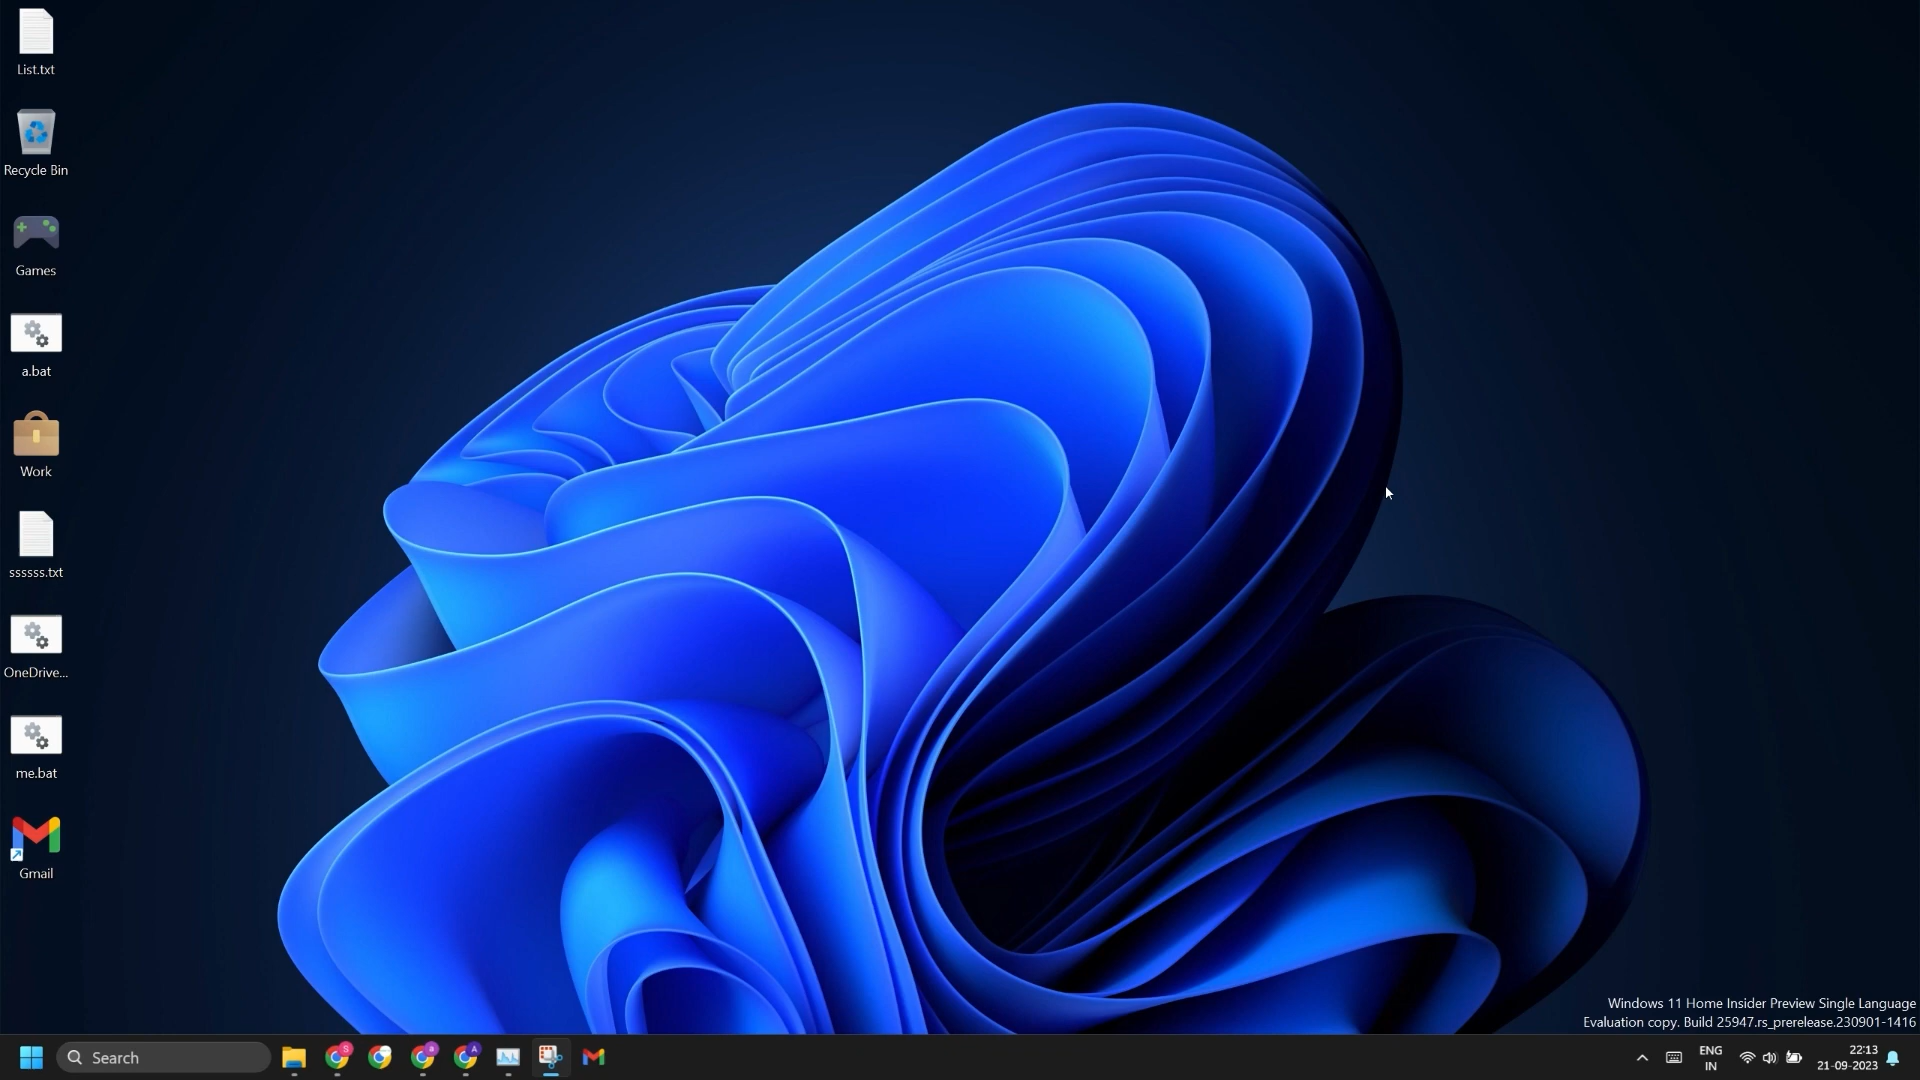 List.txt
Recycle Bin
Games
a.bat
Work
ssssss.txt
OneDrive...
me.bat
Gmail
Windows 11 Home Insider Preview Single Language
Evaluation copy. Build 25947.rs_prerelease.230901-1416
Search
S
a
A
ENG
IN
22:13
21-09-2023